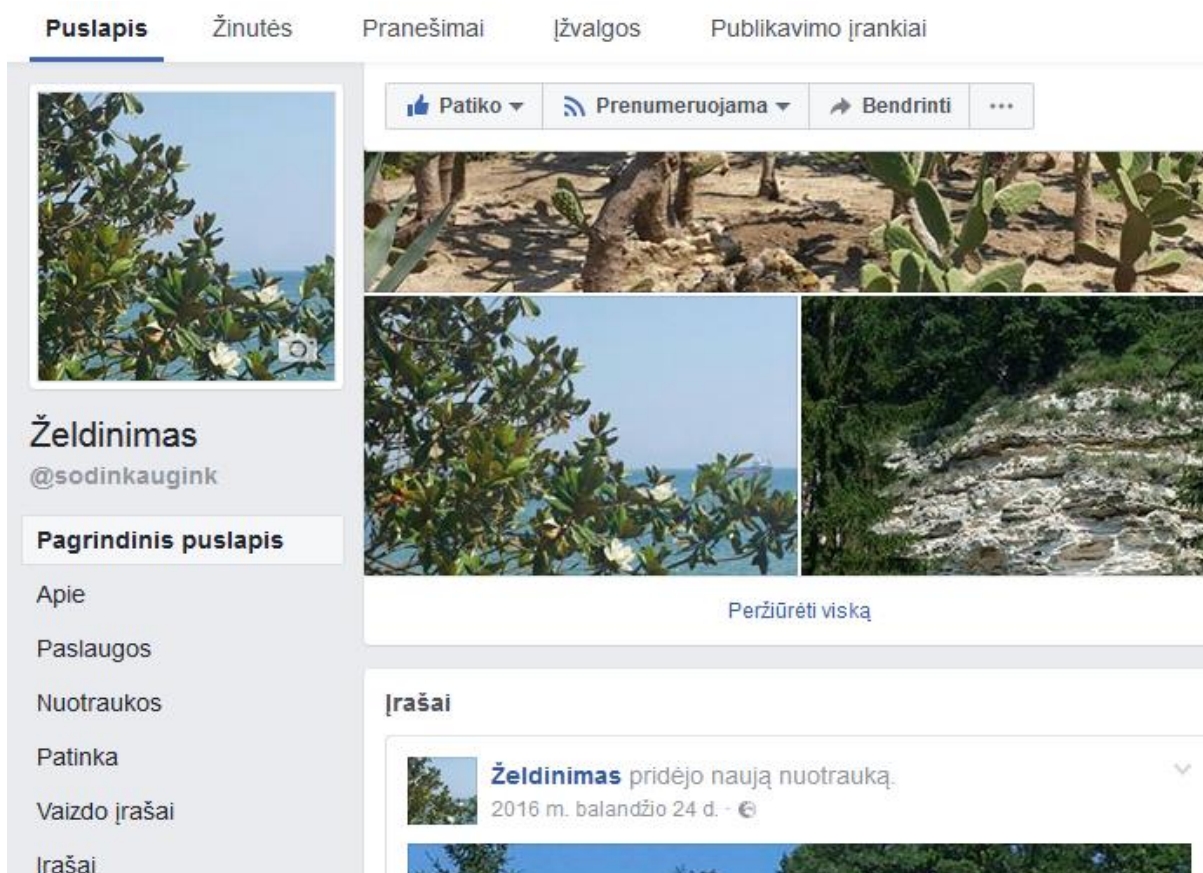 Puslapis Žinutės Pranešimai Įžvalgos Publikavimo įrankiai
Patiko Prenumeruojama Bendrinti ...
Želdinimas
@sodinkaugink
Pagrindinis puslapis
Apie
Paslaugos
Nuotraukos
Patinka
Vaizdo įrašai
Įrašai
Peržiūrėti viską
Įrašai
Želdinimas pridėjo naują nuotrauką.
2016 m. balandžio 24 d. ·